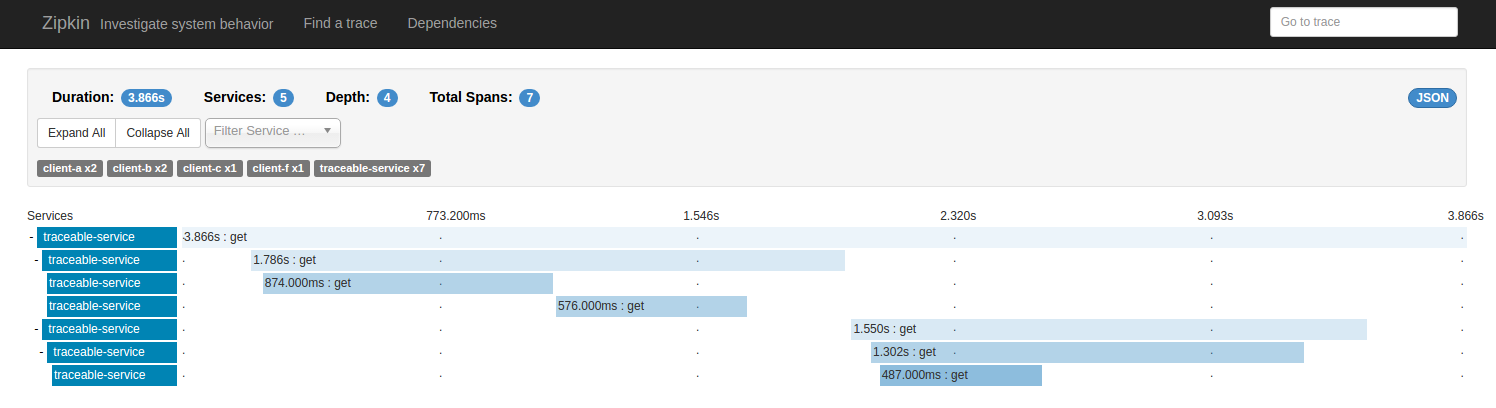 Zipkin Investigate system behavior Find a trace Dependencies Go to trace
Duration: 3.866s Services: 5 Depth: 4 Total Spans: 7 JSON
Expand All Collapse All Filter Service ...
client-a x2 client-b x2 client-c x1 client-f x1 traceable-service x7
Services 773.200ms 1.546s 2.320s 3.093s 3.866s
- traceable-service 3.866s : get
- traceable-service 1.786s : get
traceable-service 874.000ms : get
traceable-service 576.000ms : get
- traceable-service 1.550s : get
- traceable-service 1.302s : get
traceable-service 487.000ms : get